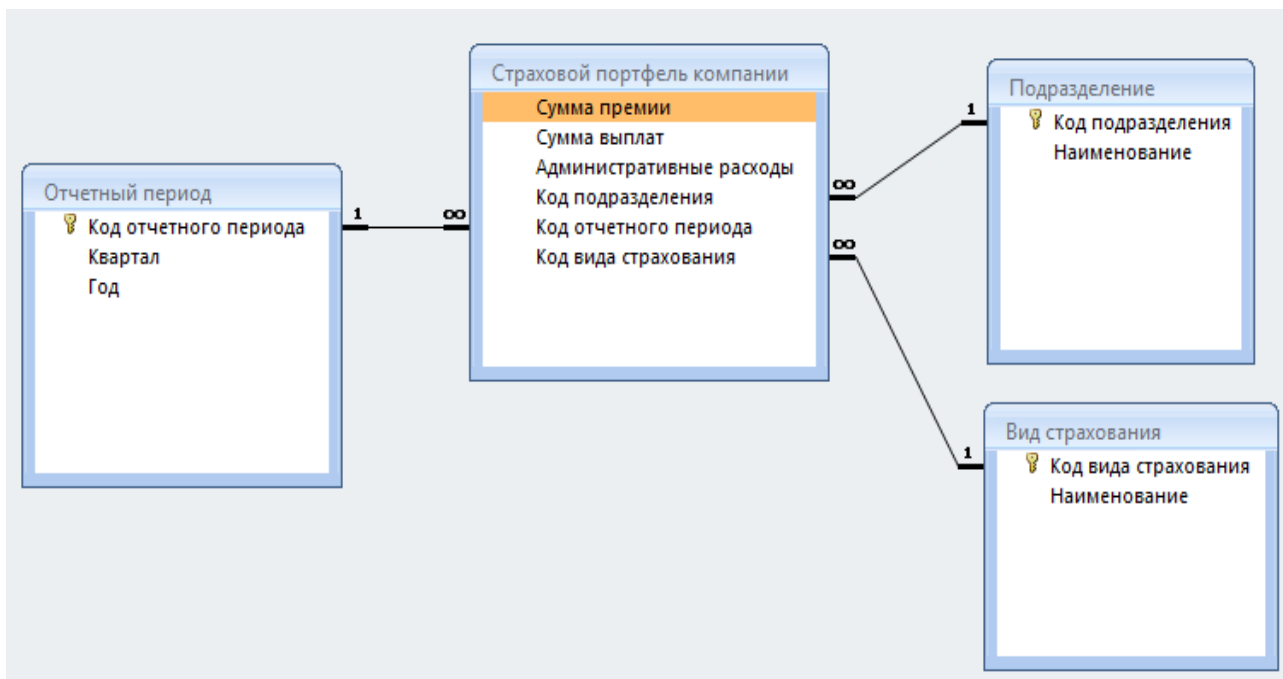 Отчетный период
Код отчетного периода
Квартал
Год
1
∞
Страховой портфель компании
Сумма премии
Сумма выплат
Административные расходы
Код подразделения
Код отчетного периода
Код вида страхования
∞
∞
1
Подразделение
Код подразделения
Наименование
1
Вид страхования
Код вида страхования
Наименование